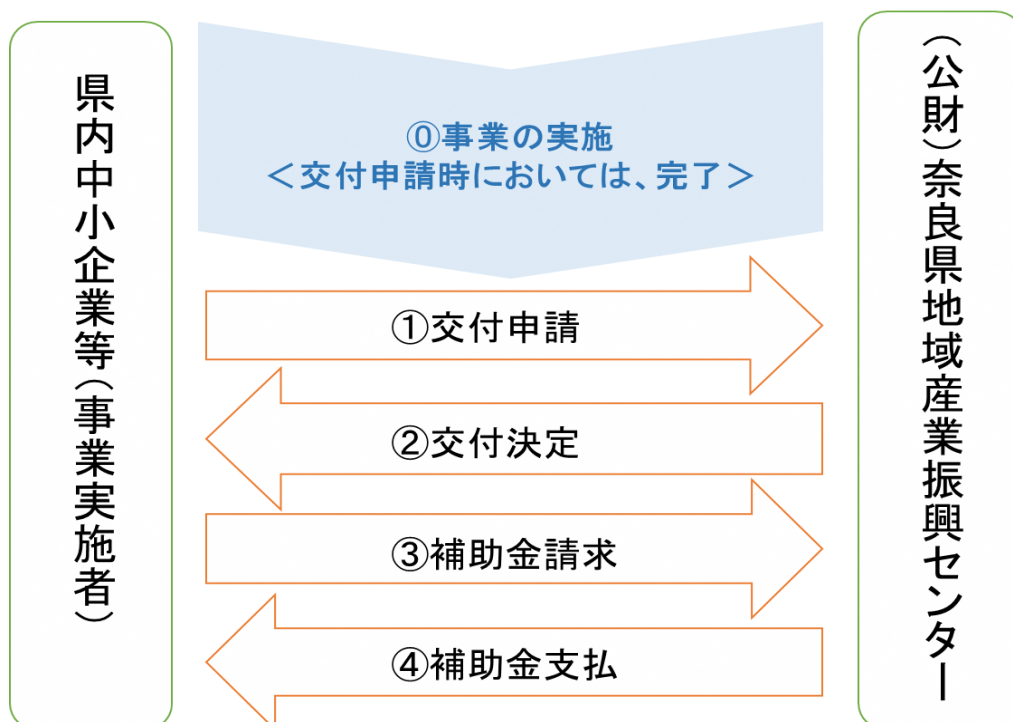 県内中小企業等(事業実施者)
⓪事業の実施
＜交付申請時においては、完了＞
①交付申請
②交付決定
③補助金請求
④補助金支払
(公財)奈良県地域産業振興センター